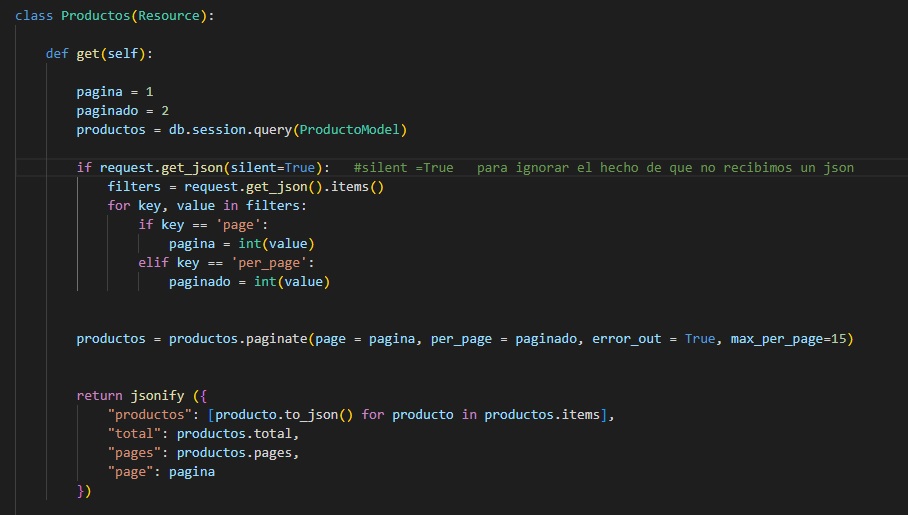 class Productos(Resource):
def get(self):
pagina = 1
paginado = 2
productos = db.session.query(ProductoModel)
if request.get_json(silent=True):   #silent =True   para ignorar el hecho de que no recibimos un json
filters = request.get_json().items()
for key, value in filters:
if key == 'page':
pagina = int(value)
elif key == 'per_page':
paginado = int(value)
productos = productos.paginate(page = pagina, per_page = paginado, error_out = True, max_per_page=15)
return jsonify ({
"productos": [producto.to_json() for producto in productos.items],
"total": productos.total,
"pages": productos.pages,
"page": pagina
})